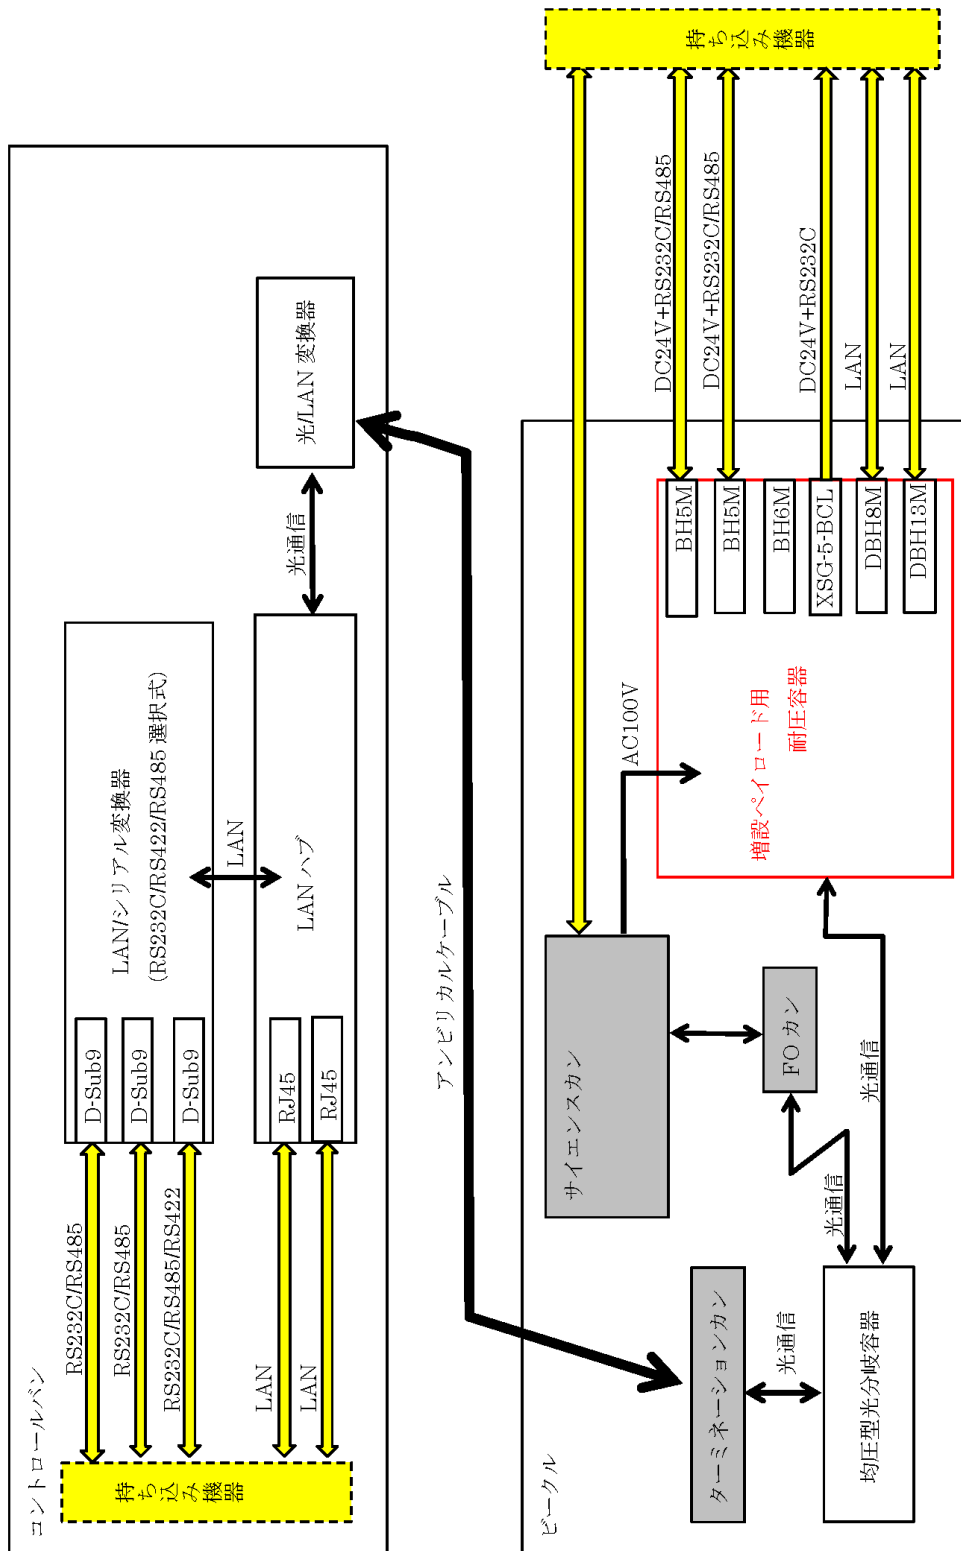 コントロールバン
持ち込み機器
RS232C/RS485
RS232C/RS485
RS232C/RS485/RS422
LAN
LAN
D-Sub9
D-Sub9
D-Sub9
RJ45
RJ45
LAN/シリアル変換器
(RS232C/RS422/RS485 選択式)
LAN
LAN ハブ
光通信
光/LAN 変換器
アンビリカルケーブル
ビークル
ターミネーションカン
光通信
均圧型光分岐容器
光通信
光通信
サイエンスカン
FO カン
AC100V
増設ペイロード用
耐圧容器
BH5M
BH5M
BH6M
XSG-5-BCL
DBH8M
DBH13M
DC24V+RS232C/RS485
DC24V+RS232C/RS485
DC24V+RS232C
LAN
LAN
持ち込み機器